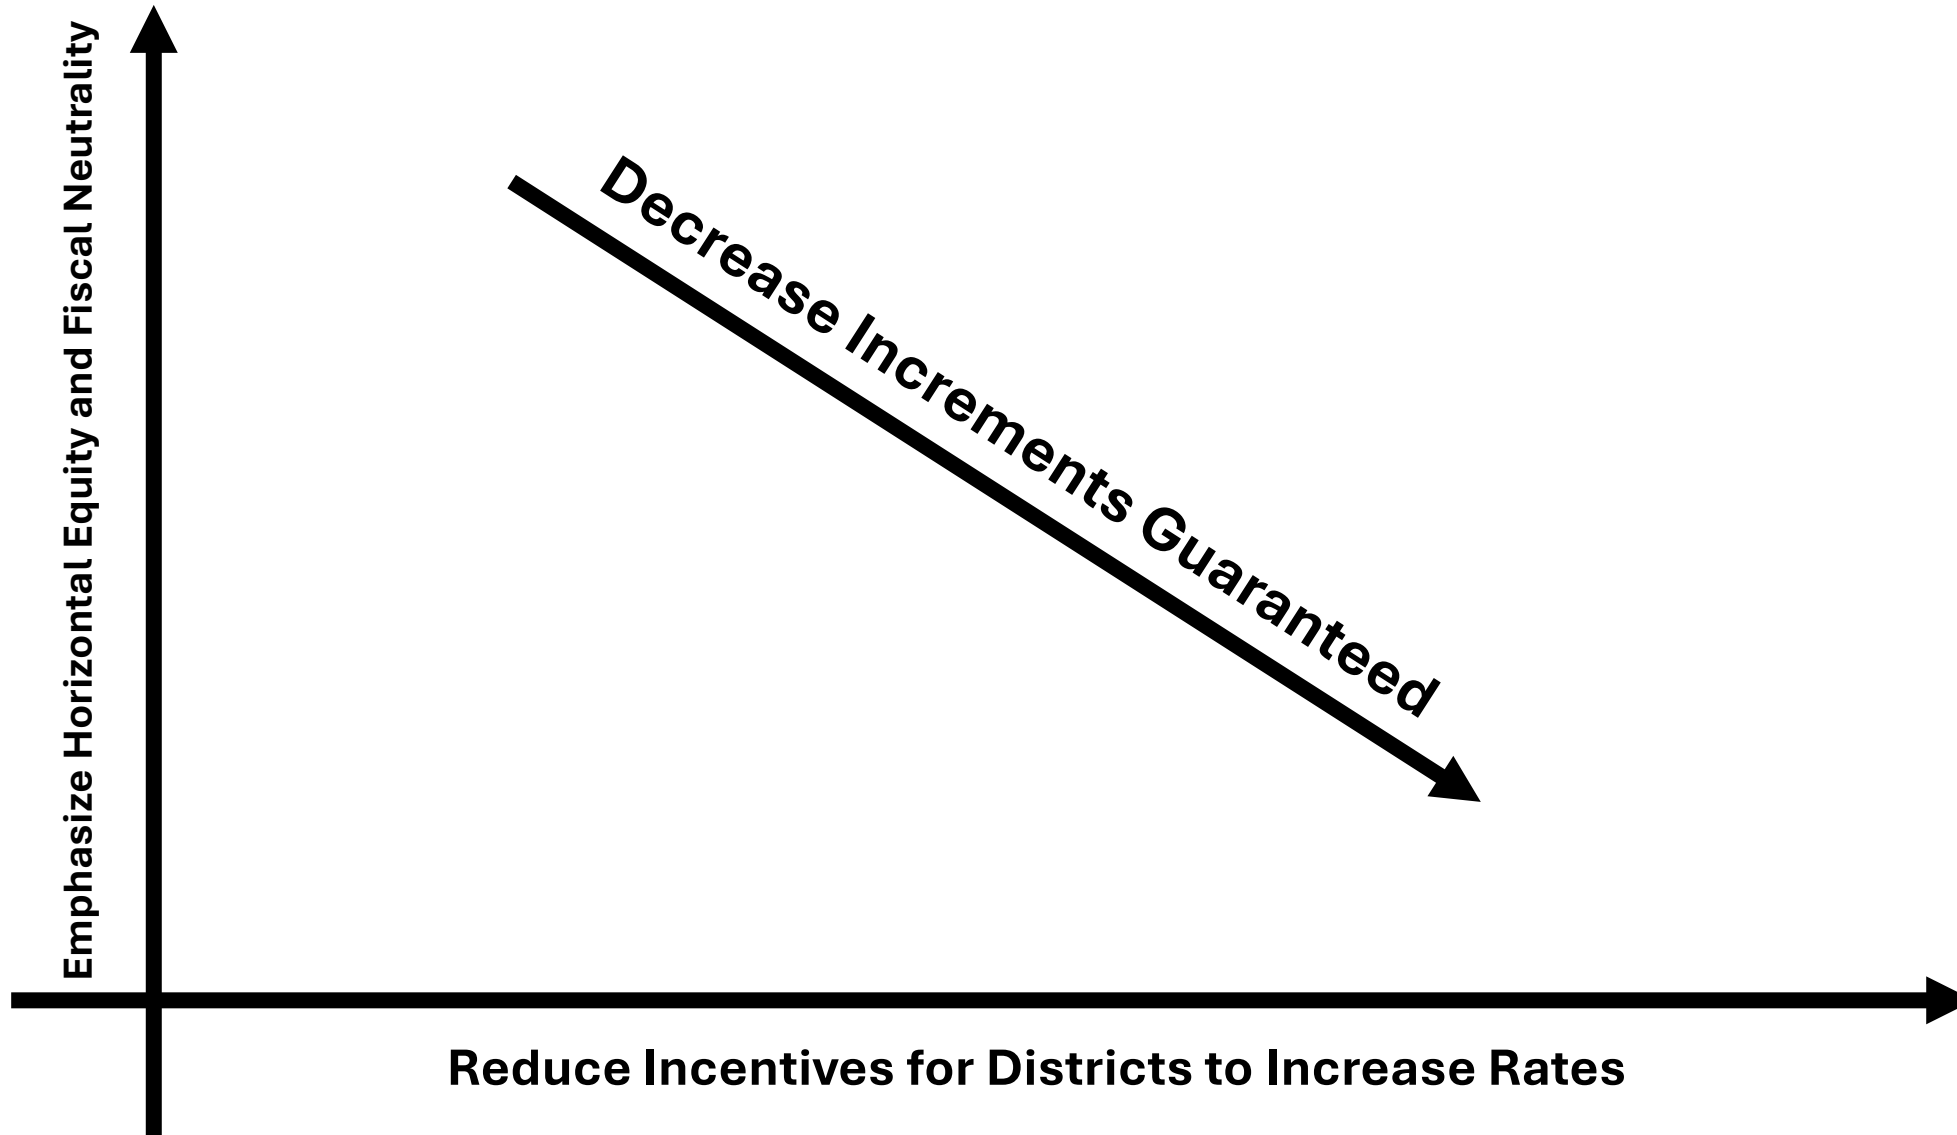 Emphasize Horizontal Equity and Fiscal Neutrality
Decrease Increments Guaranteed
Reduce Incentives for Districts to Increase Rates